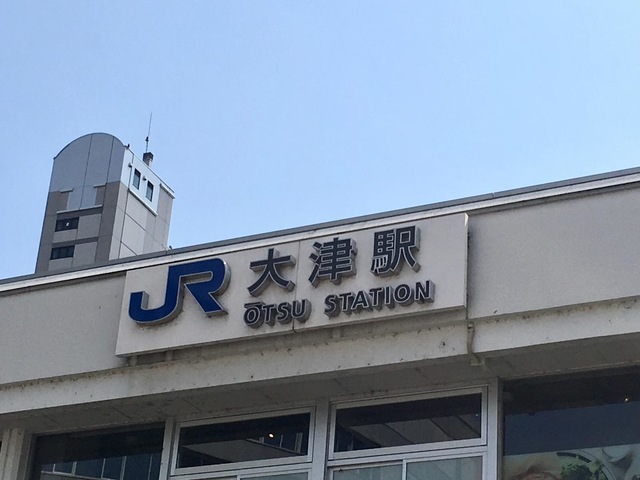 JR 大津駅
ŌTSU STATION